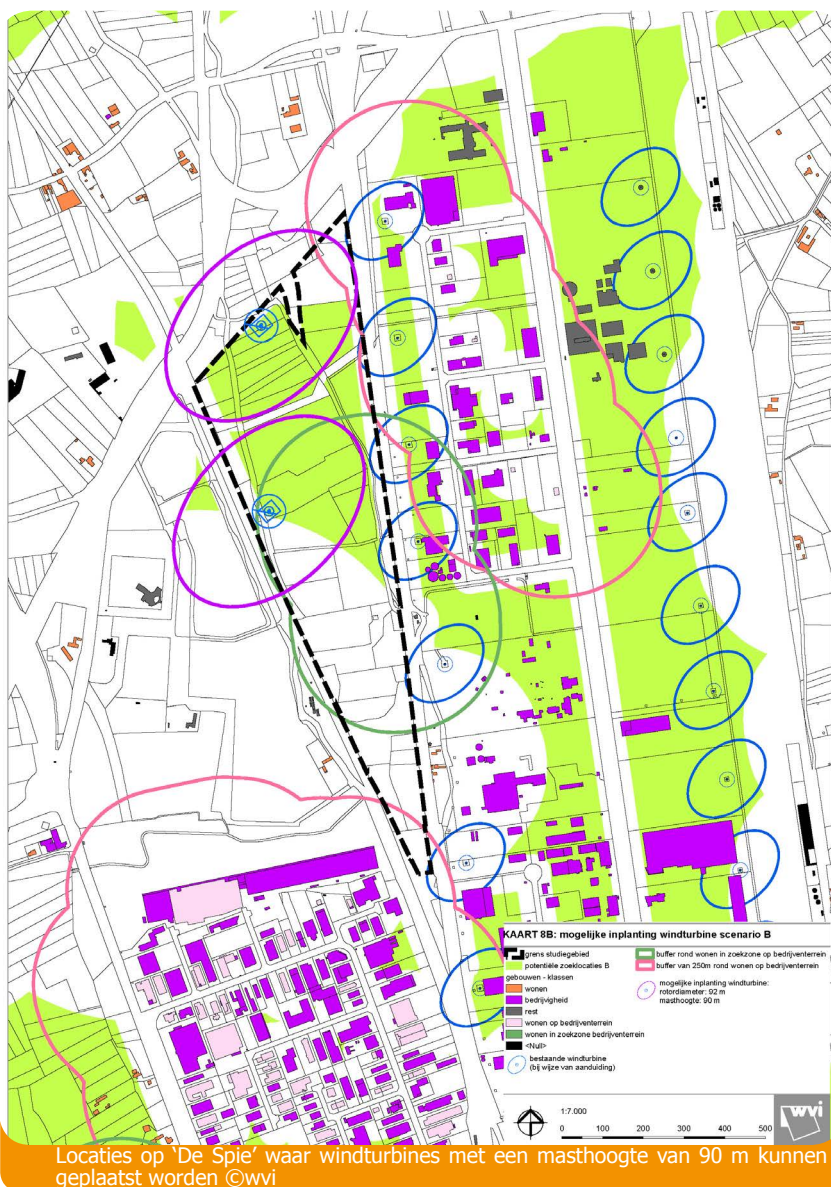 KAART 8B: mogelijke inplanting windturbine scenario B
grens studiegebied
potentiële zoeklocaties B
gebouwen - klassen
wonen
bedrijvigheid
rest
wonen op bedrijventerrein
wonen in zoekzone bedrijventerrein
<Null>
bestaande windturbine
(bij wijze van aanduiding)
buffer rond wonen in zoekzone op bedrijventerrein
buffer van 250m rond wonen op bedrijventerrein
mogelijke inplanting windturbine:
rotordiameter: 92 m
masthoogte: 90 m
1:7.000
0 100 200 300 400 500
wvi
Locaties op ‘De Spie’ waar windturbines met een masthoogte van 90 m kunnen
geplaatst worden ©wvi